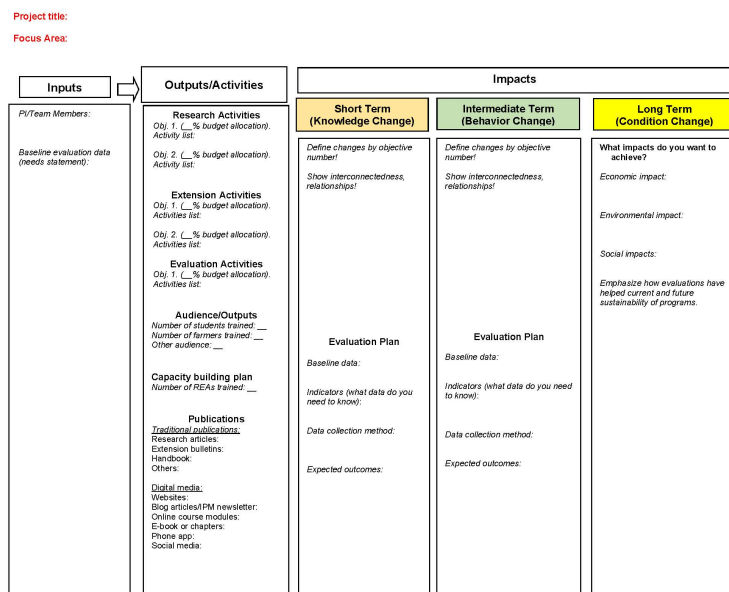 Project title:
Focus Area:
Inputs
Outputs/Activities
Impacts
Short Term
(Knowledge Change)
Intermediate Term
(Behavior Change)
Long Term
(Condition Change)
PI/Team Members:
Baseline evaluation data
(needs statement):
Research Activities
Obj. 1. (__% budget allocation).
Activity list:
Obj. 2. (__% budget allocation).
Activity list:
Extension Activities
Obj. 1. (__% budget allocation).
Activities list:
Obj. 2. (__% budget allocation).
Activities list:
Evaluation Activities
Obj. 1. (__% budget allocation).
Activities list:
Audience/Outputs
Number of students trained: __
Number of farmers trained: __
Other audience: __
Capacity building plan
Number of REAs trained: __
Publications
Traditional publications:
Research articles:
Extension bulletins:
Handbook:
Others:
Digital media:
Websites:
Blog articles/IPM newsletter:
Online course modules:
E-book or chapters:
Phone app:
Social media:
Define changes by objective
number!
Show interconnectedness,
relationships!
Evaluation Plan
Baseline data:
Indicators (what data do you
need to know):
Data collection method:
Expected outcomes:
Define changes by objective
number!
Show interconnectedness,
relationships!
Evaluation Plan
Baseline data:
Indicators (what data do you need
to know):
Data collection method:
Expected outcomes:
What impacts do you want to
achieve?
Economic impact:
Environmental impact:
Social impacts:
Emphasize how evaluations have
helped current and future
sustainability of programs.